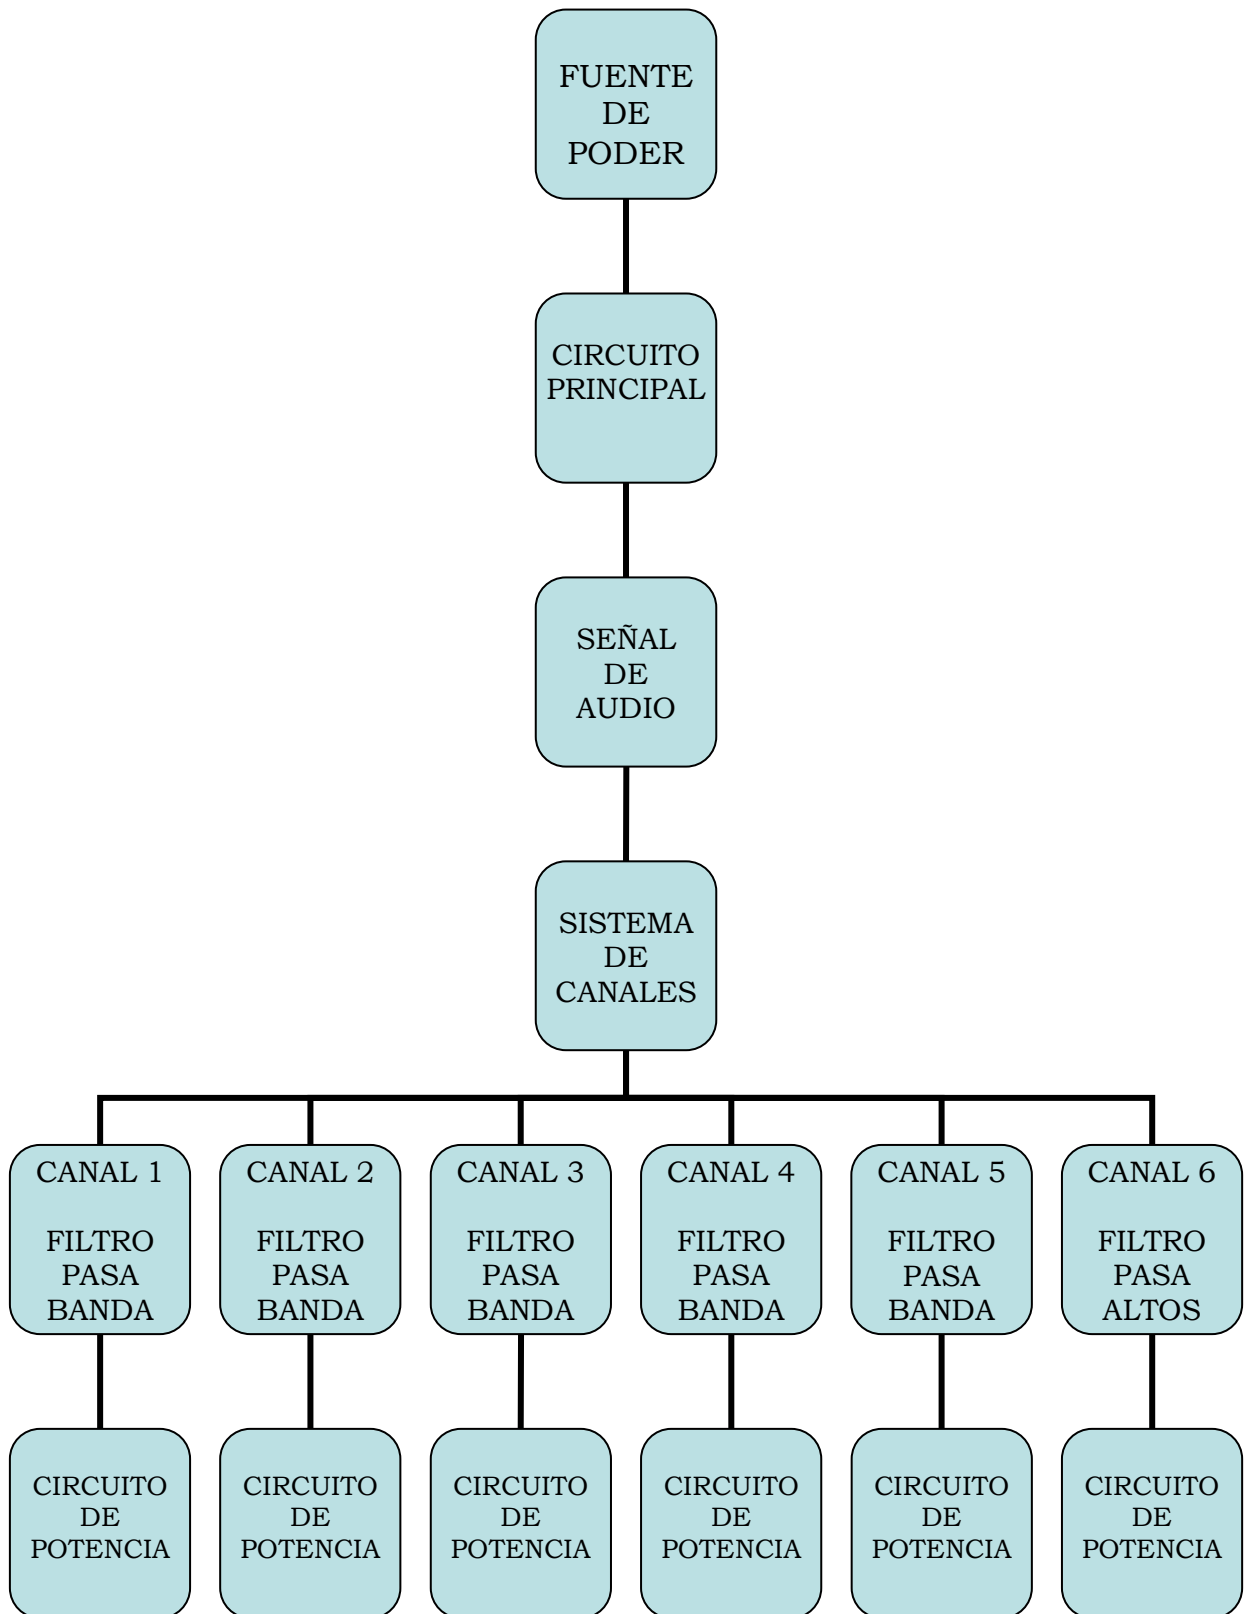 FUENTE
DE
PODER
CIRCUITO
PRINCIPAL
SEÑAL
DE
AUDIO
SISTEMA
DE
CANALES
CANAL 1
FILTRO
PASA
BANDA
CANAL 2
FILTRO
PASA
BANDA
CANAL 3
FILTRO
PASA
BANDA
CANAL 4
FILTRO
PASA
BANDA
CANAL 5
FILTRO
PASA
BANDA
CANAL 6
FILTRO
PASA
ALTOS
CIRCUITO
DE
POTENCIA
CIRCUITO
DE
POTENCIA
CIRCUITO
DE
POTENCIA
CIRCUITO
DE
POTENCIA
CIRCUITO
DE
POTENCIA
CIRCUITO
DE
POTENCIA